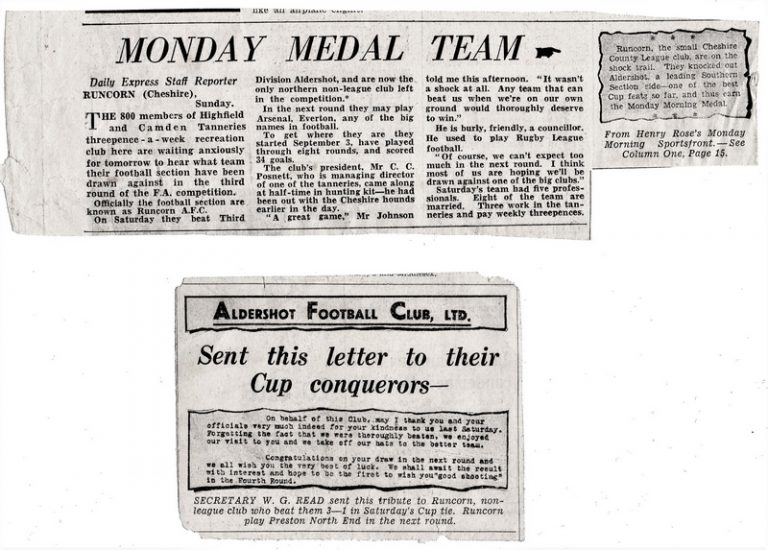 like an airplane engine.
MONDAY MEDAL TEAM
Daily Express Staff Reporter
RUNCORN (Cheshire),
Sunday.
THE 800 members of Highfield
and Camden Tanneries
threepence-a-week recreation
club here are waiting anxiously
for tomorrow to hear what team
their football section have been
drawn against in the third
round of the F.A. competition.
Officially the football section are
known as Runcorn A.F.C.
On Saturday they beat Third
Division Aldershot, and are now the
only northern non-league club left
in the competition.*
In the next round they may play
Arsenal, Everton, any of the big
names in football.
To get where they are they
started September 3, have played
through eight rounds, and scored
34 goals.
The club's president, Mr C. C.
Posnett, who is managing director
of one of the tanneries, came along
at half-time in hunting kit—he had
been out with the Cheshire hounds
earlier in the day.
"A great game," Mr Johnson
told me this afternoon. "It wasn't
a shock at all. Any team that can
beat us when we're on our own
ground would thoroughly deserve
to win."
He is burly, friendly, a councillor.
He used to play Rugby League
football.
"Of course, we can't expect too
much in the next round. I think
most of us are hoping we'll be
drawn against one of the big clubs."
Saturday's team had five profes-
sionals. Eight of the team are
married. Three work in the tan-
neries and pay weekly threepences.
* * *
Runcorn, the small Cheshire
County League club, are on the
shock trail. They knocked out
Aldershot, a leading Southern
Section side—one of the best
Cup feats so far, and thus earn
the Monday Morning Medal.
* * *
From Henry Rose's Monday
Morning Sportsfront.—See
Column One, Page 15.
ALDERSHOT FOOTBALL CLUB, LTD.
Sent this letter to their
Cup conquerors—
On behalf of this Club, may I thank you and your
officials very much indeed for your kindness to us last Saturday.
Forgetting the fact that we were thoroughly beaten, we enjoyed
our visit to you and we take off our hats to the better team.
Congratulations on your draw in the next round and
we all wish you the very best of luck. We shall await the result
with interest and hope to be the first to wish you"good shooting"
in the Fourth Round.
SECRETARY W. G. READ sent this tribute to Runcorn, non-
league club who beat them 3—1 in Saturday's Cup tie. Runcorn
play Preston North End in the next round.